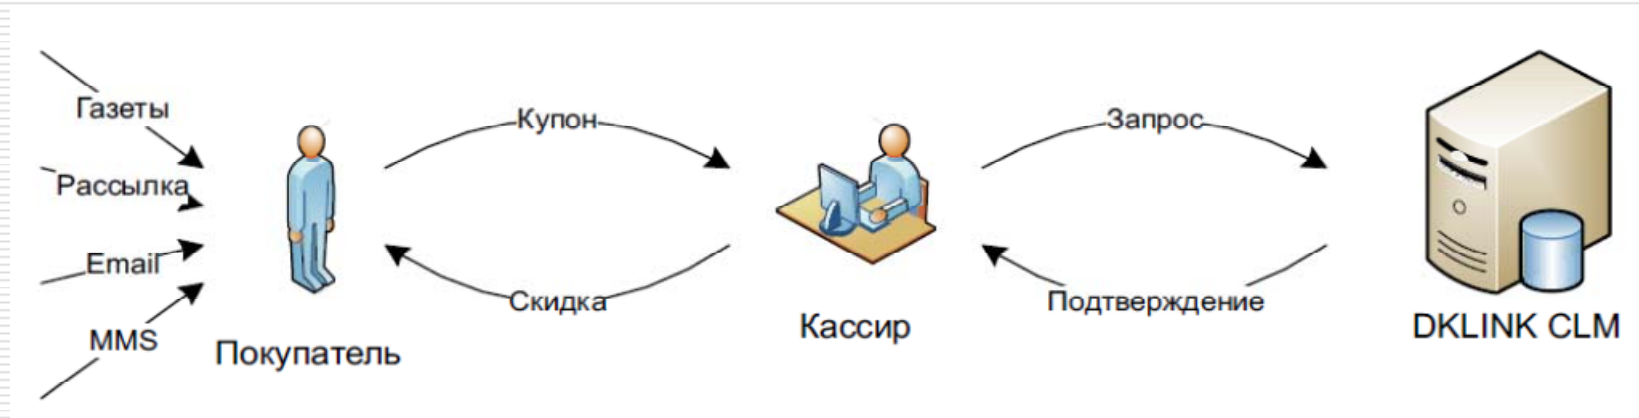 Газеты
Рассылка
Email
MMS
Покупатель
Купон
Скидка
Кассир
Запрос
Подтверждение
DKLINK CLM